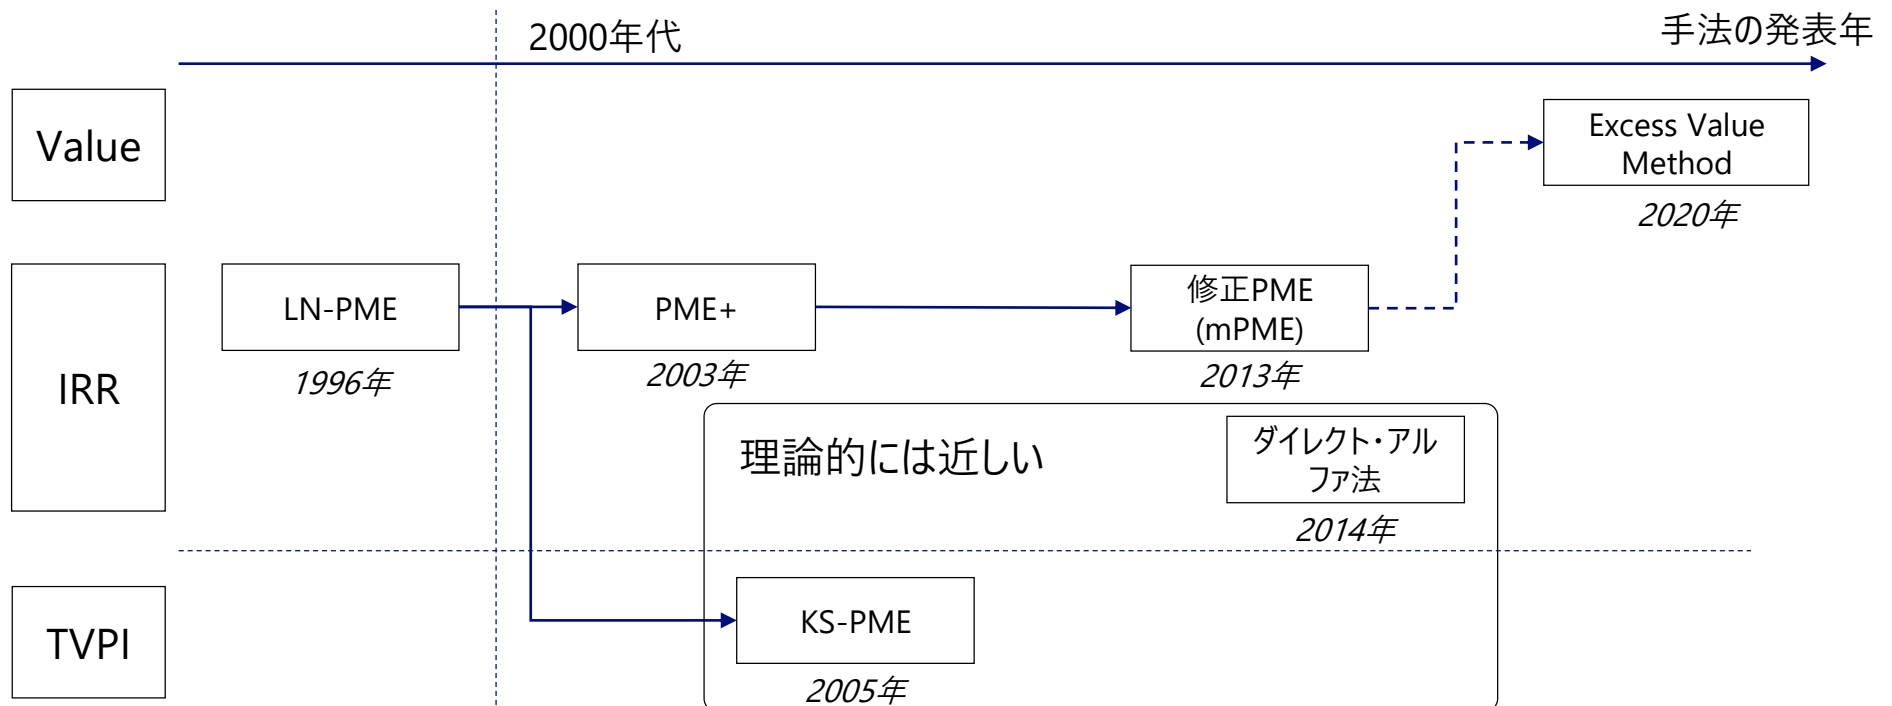 2000年代
手法の発表年
Value
Excess Value
Method
2020年
IRR
LN-PME
1996年
PME+
2003年
修正PME
(mPME)
2013年
理論的には近しい
ダイレクト・アル
ファ法
2014年
TVPI
KS-PME
2005年